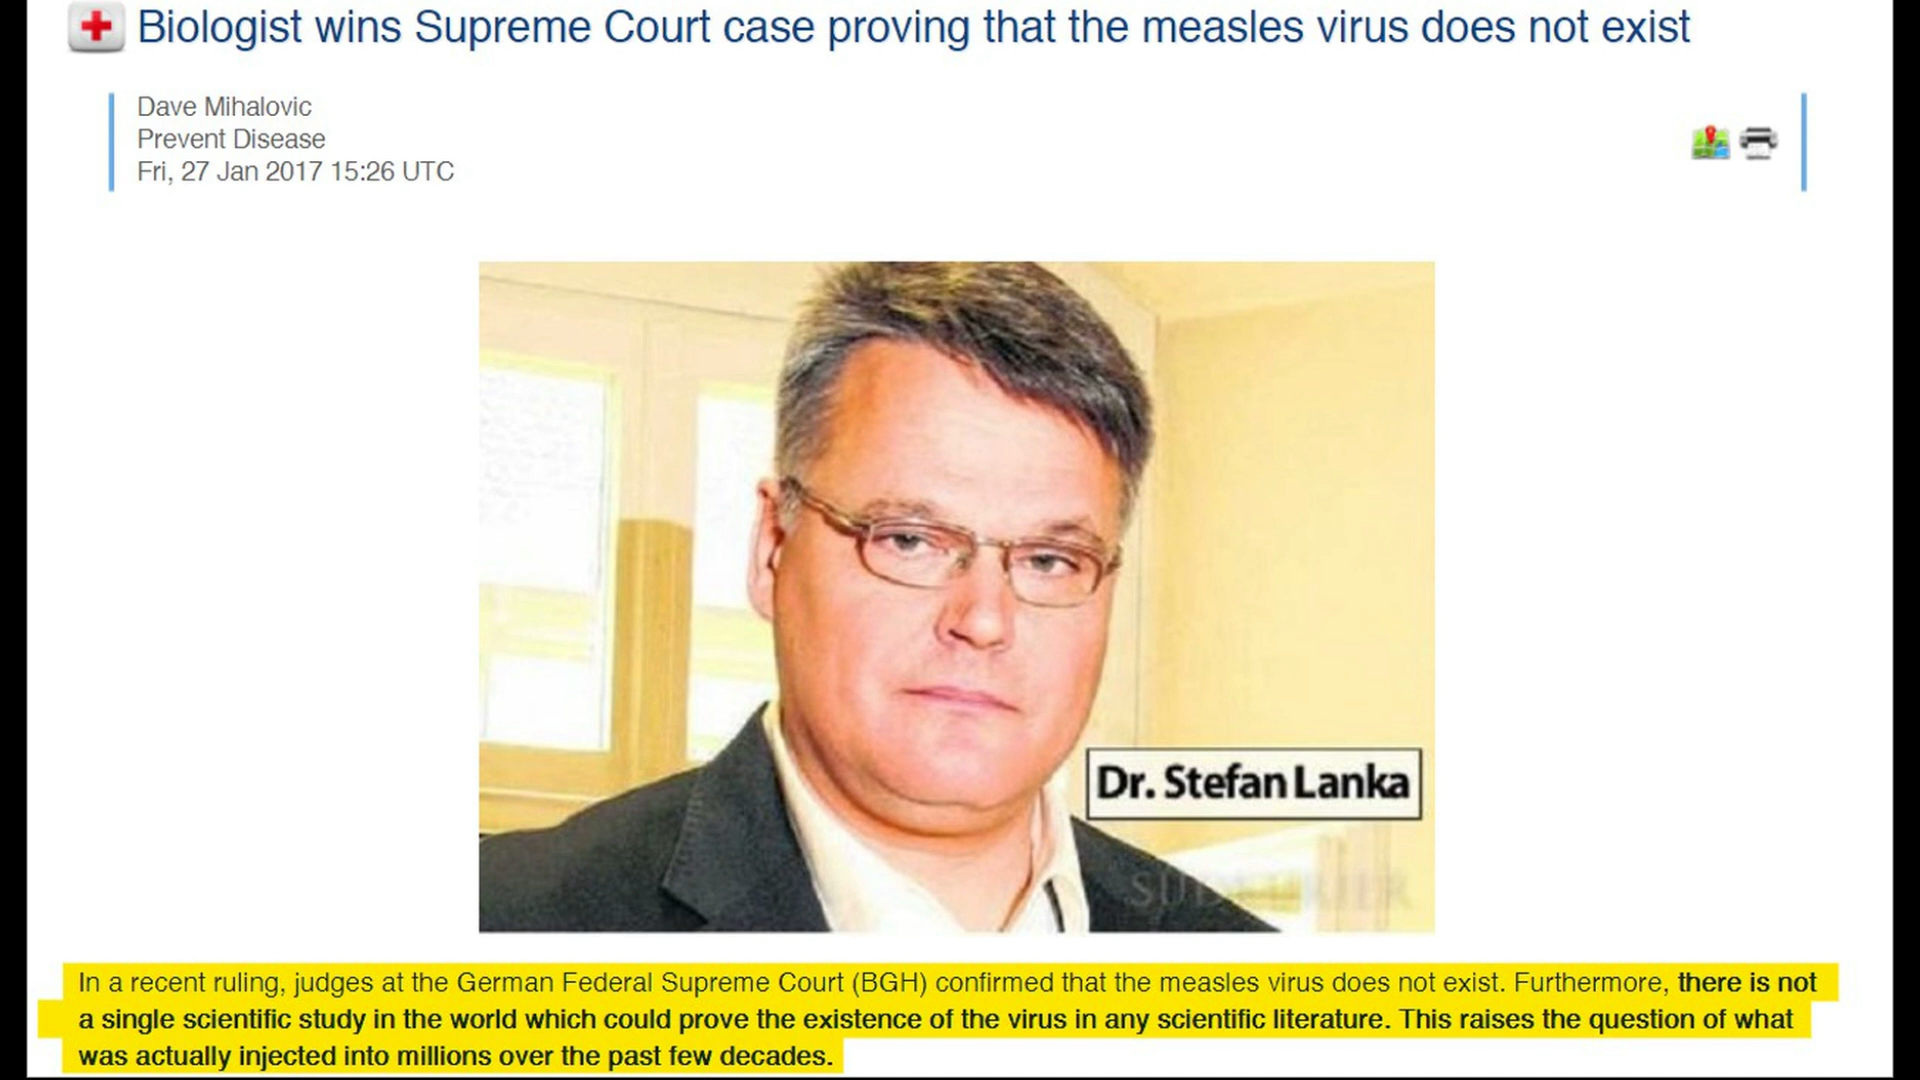 Biologist wins Supreme Court case proving that the measles virus does not exist
Dave Mihalovic
Prevent Disease
Fri, 27 Jan 2017 15:26 UTC
Dr. Stefan Lanka
In a recent ruling, judges at the German Federal Supreme Court (BGH) confirmed that the measles virus does not exist. Furthermore, there is not
a single scientific study in the world which could prove the existence of the virus in any scientific literature. This raises the question of what
was actually injected into millions over the past few decades.